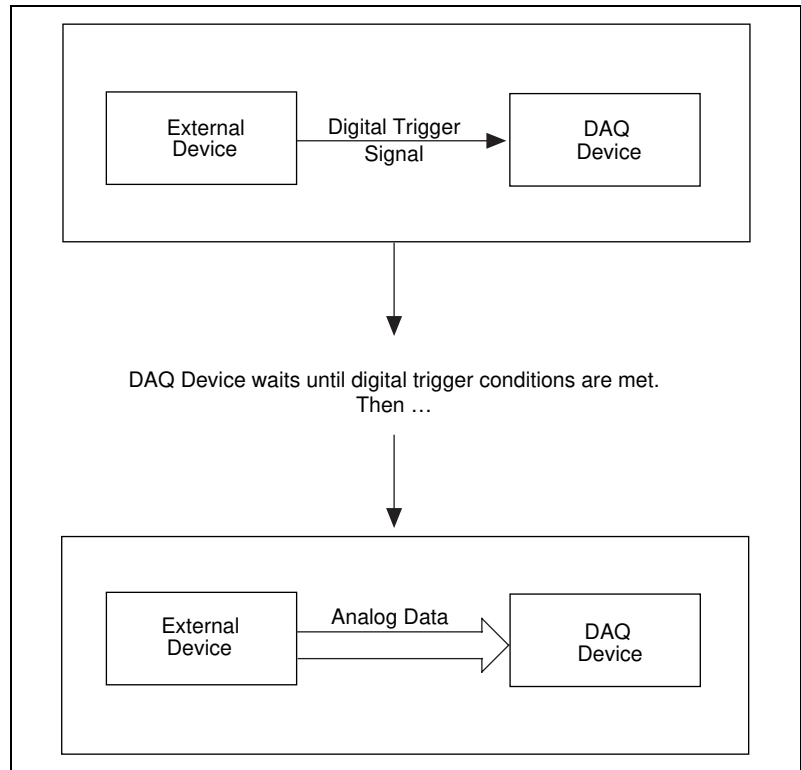 External
Device
Digital Trigger
Signal
DAQ
Device
DAQ Device waits until digital trigger conditions are met.
Then …
External
Device
Analog Data
DAQ
Device